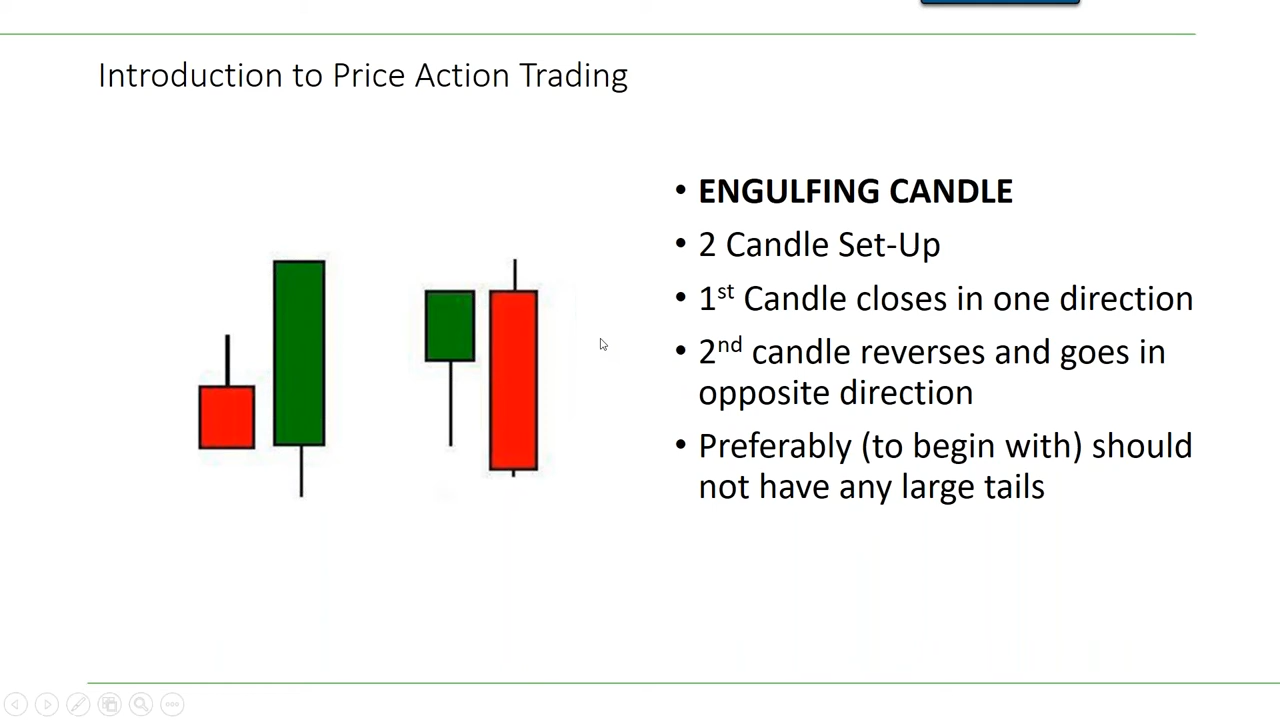 Introduction to Price Action Trading
• ENGULFING CANDLE
• 2 Candle Set-Up
• 1st Candle closes in one direction
• 2nd candle reverses and goes in
opposite direction
• Preferably (to begin with) should
not have any large tails